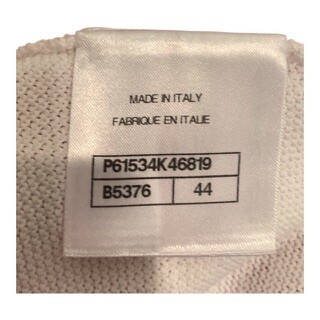 MADE IN ITALY
FABRIQUE EN ITALIE
P61534K46819
B5376 44